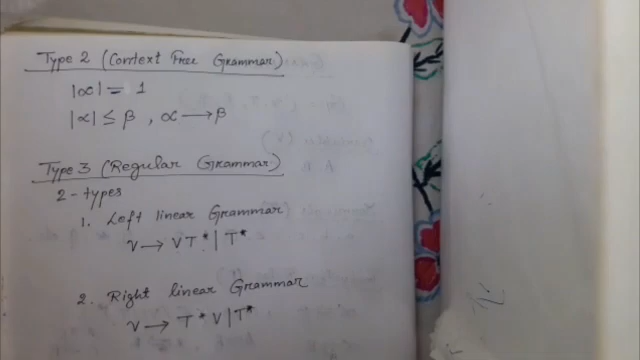 Type 2 (Context Free Grammar)
|α| = 1
|α| ≤ β , α → β
Type 3 (Regular Grammar)
2 - types
1. Left linear Grammar
V → VT* | T*
2. Right linear Grammar
V → T* V | T*